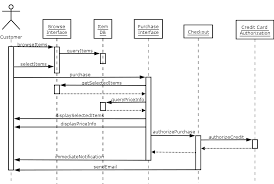 Browse
Interface
Item
DB
Purchase
Interface
Checkout
Credit Card
Authorization
Customer
browseItems
queryItems
selectItems
purchase
getSelectedItems
queryPriceInfo
displaySelectedItems
displayPriceInfo
authorizePurchase
authorizeCredit
immediateNotification
sendEmail